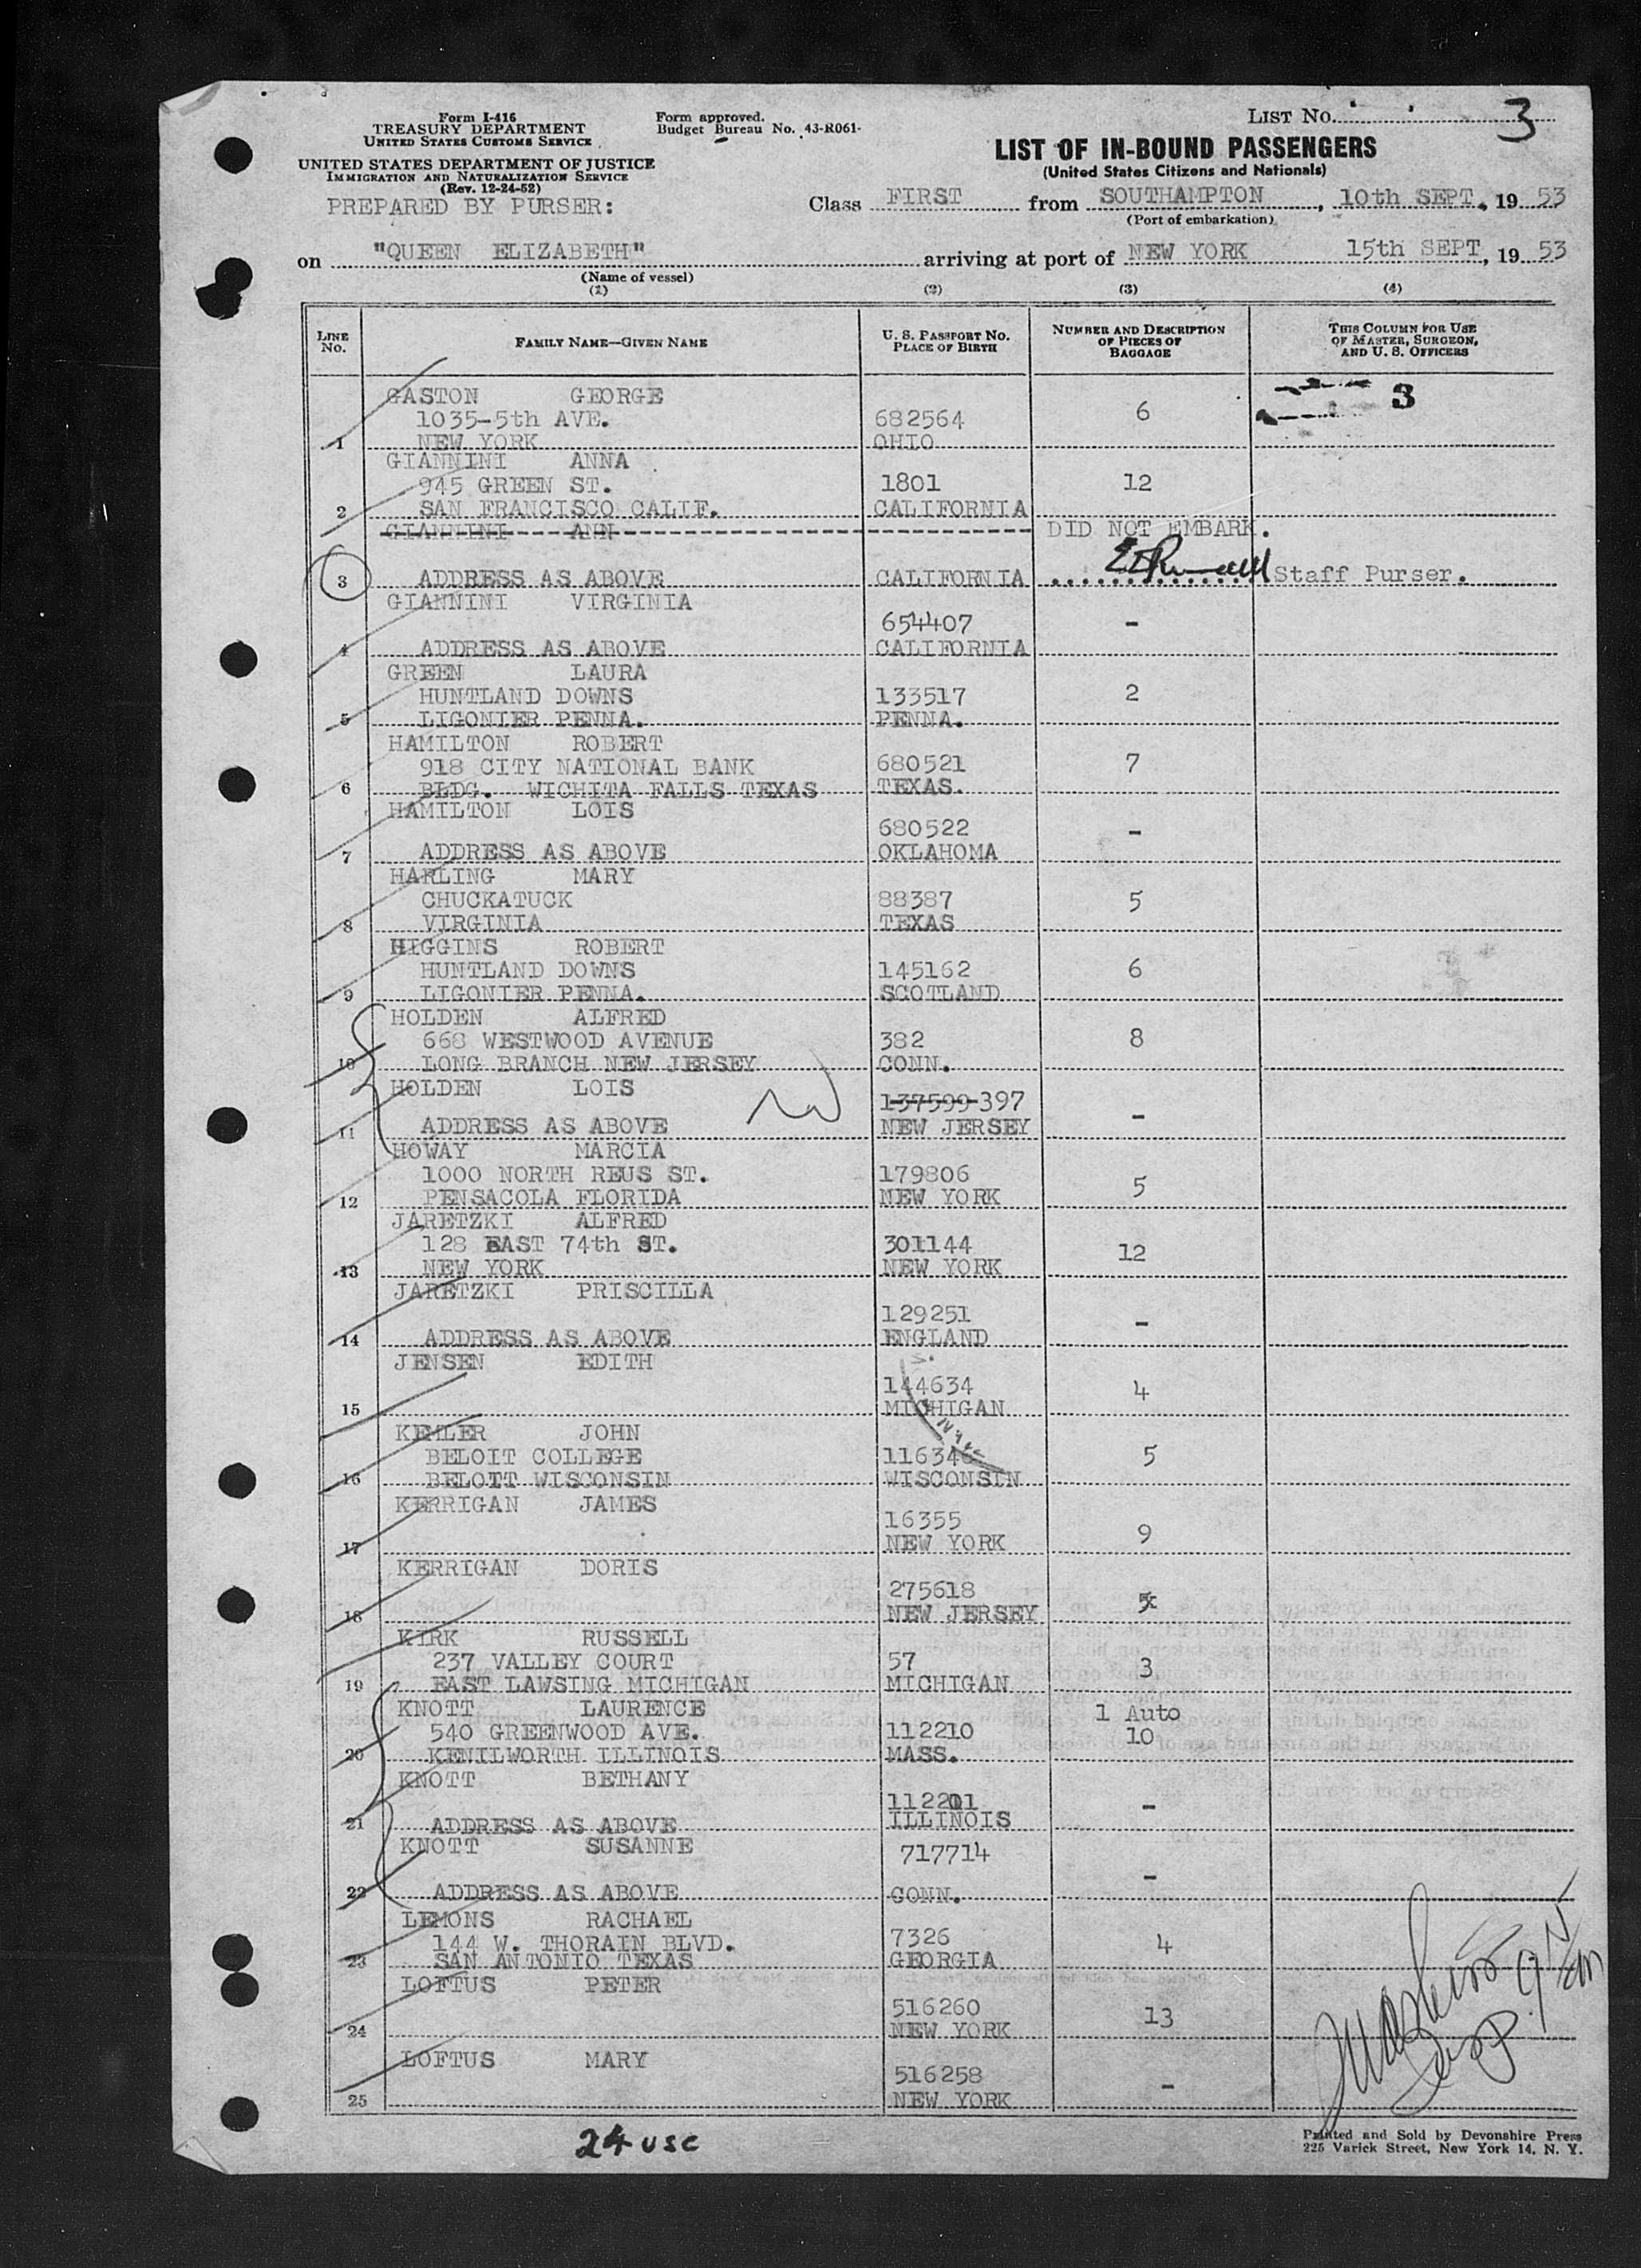 LIST No. 3
Form I-416
TREASURY DEPARTMENT
UNITED STATES CUSTOMS SERVICE
Form approved.
Budget Bureau No. 43-R061-
UNITED STATES DEPARTMENT OF JUSTICE
IMMIGRATION AND NATURALIZATION SERVICE
(Rev. 12-24-52)
PREPARED BY PURSER:
LIST OF IN-BOUND PASSENGERS
(United States Citizens and Nationals)
Class FIRST from SOUTHAMPTON, 10th SEPT, 19 53
(Port of embarkation)
on "QUEEN ELIZABETH" arriving at port of NEW YORK 15th SEPT, 19 53
(Name of vessel)
(1) (2) (3) (4)
LINE No. FAMILY NAME—GIVEN NAME U. S. PASSPORT No. PLACE OF BIRTH NUMBER AND DESCRIPTION OF PIECES OF BAGGAGE THIS COLUMN FOR USE OF MASTER, SURGEON, AND U. S. OFFICERS
GASTON GEORGE 3
1035-5th AVE. 682564 6
1 NEW YORK OHIO
GIANNINI ANNA
945 GREEN ST. 1801 12
2 SAN FRANCISCO CALIF. CALIFORNIA
GIANNINI ANN DID NOT EMBARK.
3 ADDRESS AS ABOVE CALIFORNIA Staff Purser.
GIANNINI VIRGINIA
654407 -
4 ADDRESS AS ABOVE CALIFORNIA
GREEN LAURA
HUNTLAND DOWNS 133517 2
5 LIGONIER PENNA. PENNA.
HAMILTON ROBERT
918 CITY NATIONAL BANK 680521 7
6 BLDG. WICHITA FALLS TEXAS TEXAS.
HAMILTON LOIS
680522 -
7 ADDRESS AS ABOVE OKLAHOMA
HARLING MARY
CHUCKATUCK 88387 5
8 VIRGINIA TEXAS
HIGGINS ROBERT
HUNTLAND DOWNS 145162 6
9 LIGONIER PENNA. SCOTLAND
HOLDEN ALFRED
668 WESTWOOD AVENUE 382 8
10 LONG BRANCH NEW JERSEY CONN.
HOLDEN LOIS
137599 397 -
11 ADDRESS AS ABOVE NEW JERSEY
HOWAY MARCIA
1000 NORTH REUS ST. 179806 5
12 PENSACOLA FLORIDA NEW YORK
JARETZKI ALFRED
128 EAST 74th ST. 301144 12
13 NEW YORK NEW YORK
JARETZKI PRISCILLA
129251 -
14 ADDRESS AS ABOVE ENGLAND
JENSEN EDITH
144634 4
15 MICHIGAN
KEMLER JOHN
BELOIT COLLEGE 116346 5
16 BELOIT WISCONSIN WISCONSIN
KERRIGAN JAMES
16355 9
17 NEW YORK
KERRIGAN DORIS
275618
18 NEW JERSEY
KIRK RUSSELL
237 VALLEY COURT 57 3
19 EAST LAWSING MICHIGAN MICHIGAN
KNOTT LAURENCE 1 Auto
540 GREENWOOD AVE. 112210 10
20 KENILWORTH ILLINOIS MASS.
KNOTT BETHANY
112211 -
21 ADDRESS AS ABOVE ILLINOIS
KNOTT SUSANNE 717714
-
22 ADDRESS AS ABOVE CONN.
LEMONS RACHAEL
144 W. THORAIN BLVD. 7326 4
23 SAN ANTONIO TEXAS GEORGIA
LOFTUS PETER
516260 13
24 NEW YORK
LOFTUS MARY
516258 -
25 NEW YORK
24 USC
Printed and Sold by Devonshire Press
225 Varick Street, New York 14, N. Y.